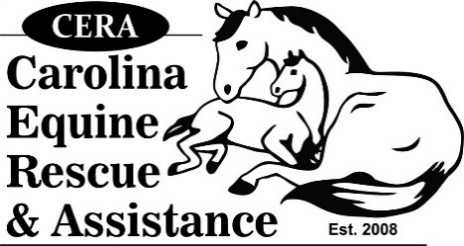 CERA
Carolina
Equine
Rescue
& Assistance
Est. 2008